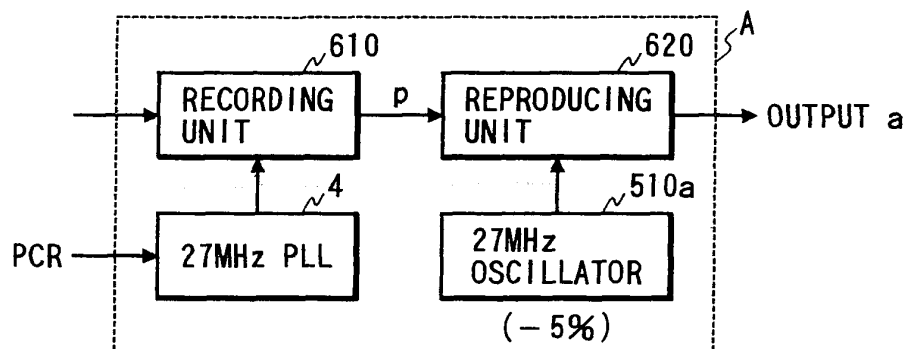 A
610
620
RECORDING
UNIT
p
REPRODUCING
UNIT
OUTPUT a
4
510a
PCR
27MHz PLL
27MHz
OSCILLATOR
(-5%)